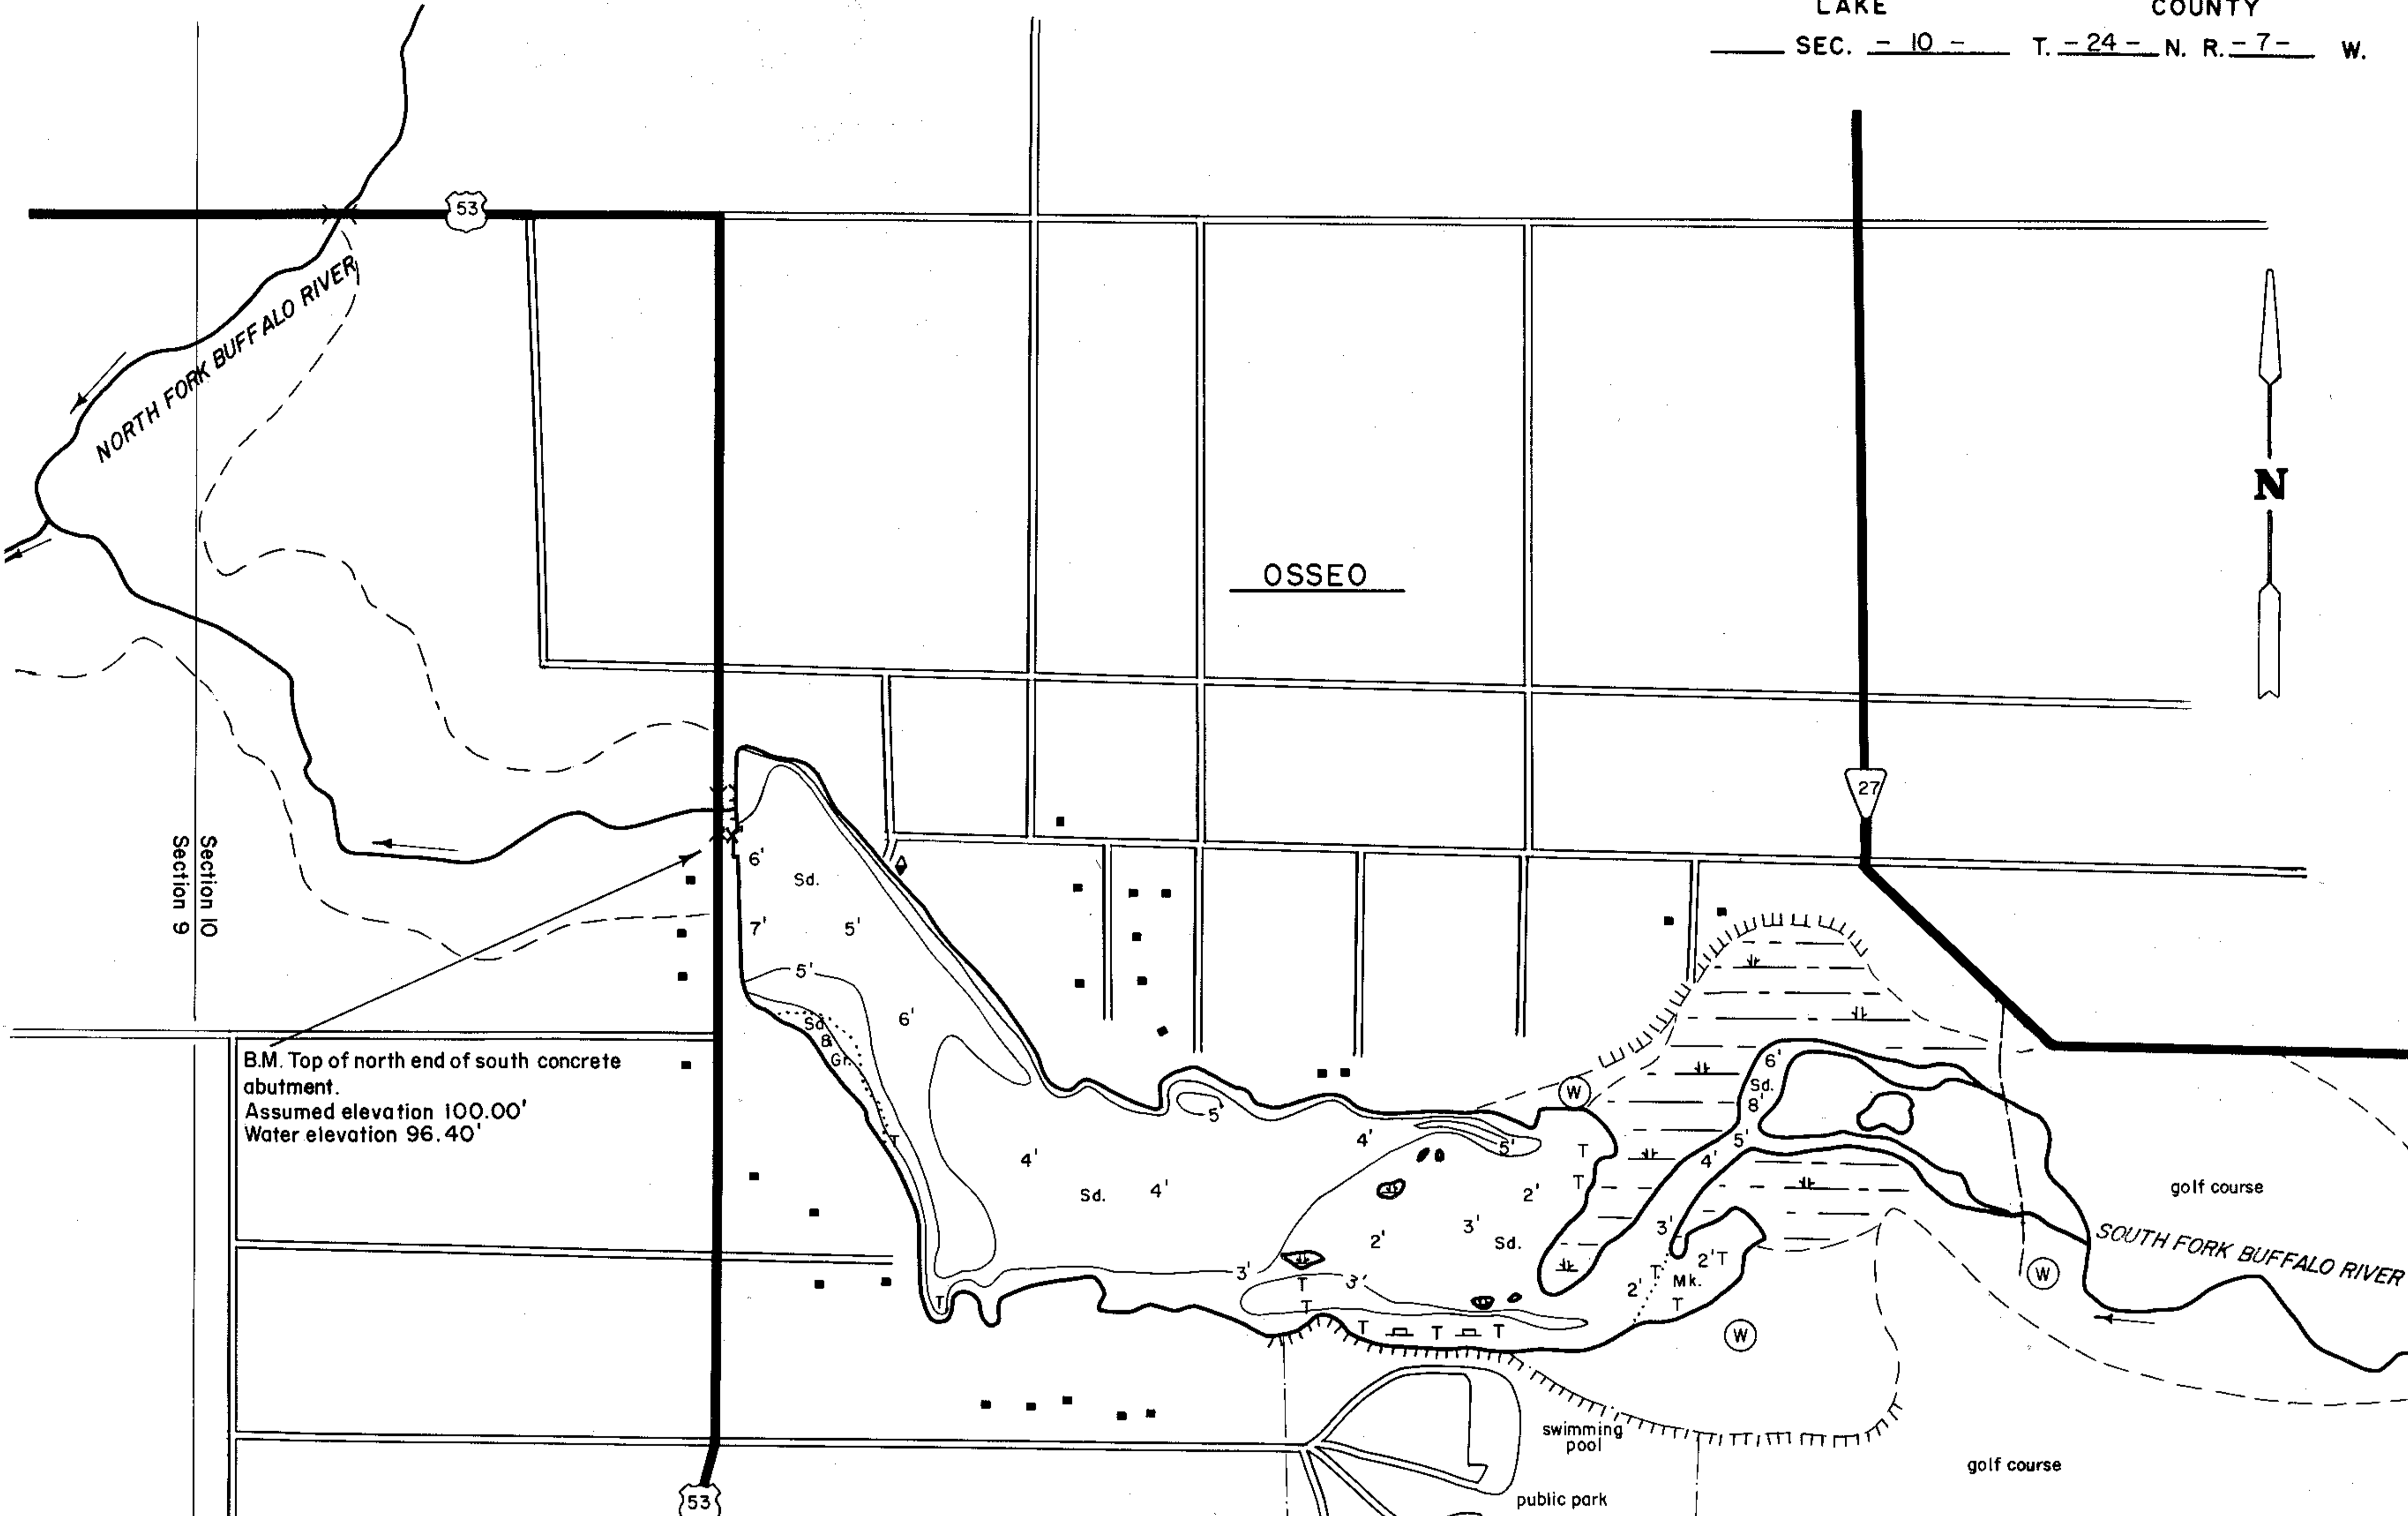 LAKE COUNTY
SEC. - 10 - T. - 24 - N. R. - 7 - W.
53
NORTH FORK BUFFALO RIVER
N
OSSEO
27
Section 10
Section 9
6'
Sd.
7'
5'
5'
6'
Sd.
&
Gr.
T
B.M. Top of north end of south concrete
abutment.
Assumed elevation 100.00'
Water elevation 96.40'
5'
4'
4'
Sd.
4'
5'
W
T
T
2'
3'
2'
Sd.
6'
Sd.
8'
5'
4'
3'
2' T
T
Mk.
2'
T
golf course
SOUTH FORK BUFFALO RIVER
W
3'
3'
T
T
T
T
T
T
W
swimming
pool
golf course
public park
53